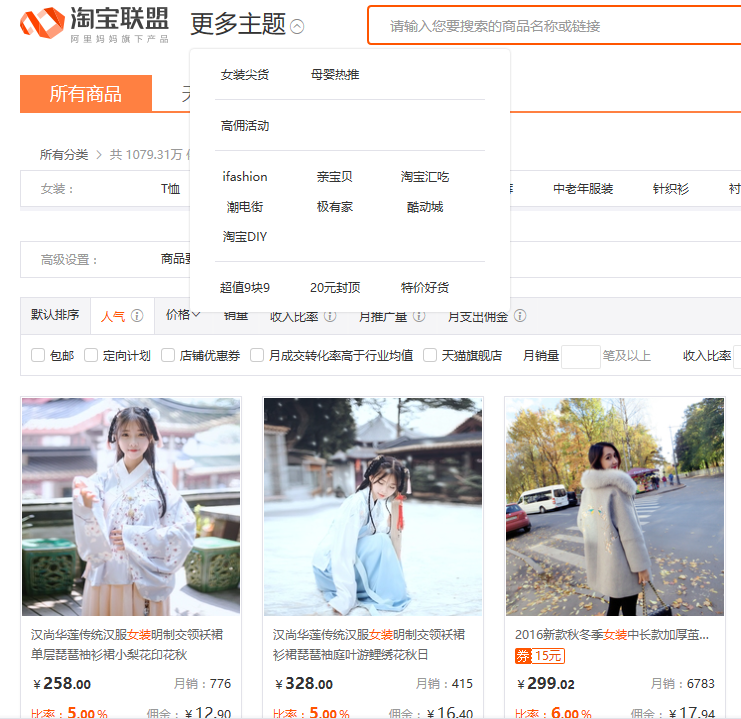 淘宝联盟
阿里妈妈旗下产品
更多主题
请输入您要搜索的商品名称或链接
女装尖货 母婴热推
所有商品
高佣活动
所有分类 > 共 1079.31万
ifashion 亲宝贝 淘宝汇吃
女装： T恤 中老年服装 针织衫 衬
潮电街 极有家 酷动城
淘宝DIY
高级设置： 商品
超值9块9 20元封顶 特价好货
默认排序 人气 价格 销量 收入比率 月推广量 月支出佣金
包邮 定向计划 店铺优惠券 月成交转化率高于行业均值 天猫旗舰店 月销量 笔及以上 收入比率
汉尚华莲传统汉服女装明制交领袄裙 汉尚华莲传统汉服女装明制交领袄裙 2016新款秋冬季女装中长款加厚茧...
单层琵琶袖衫裙小梨花印花秋 衫裙琵琶袖庭叶游鲤绣花秋日 券 15元
￥258.00 月销：776 ￥328.00 月销：415 ￥299.02 月销：6783
比率：5.00% 佣金：￥12.90 比率：5.00% 佣金：￥16.40 比率：6.00% 佣金：￥17.94